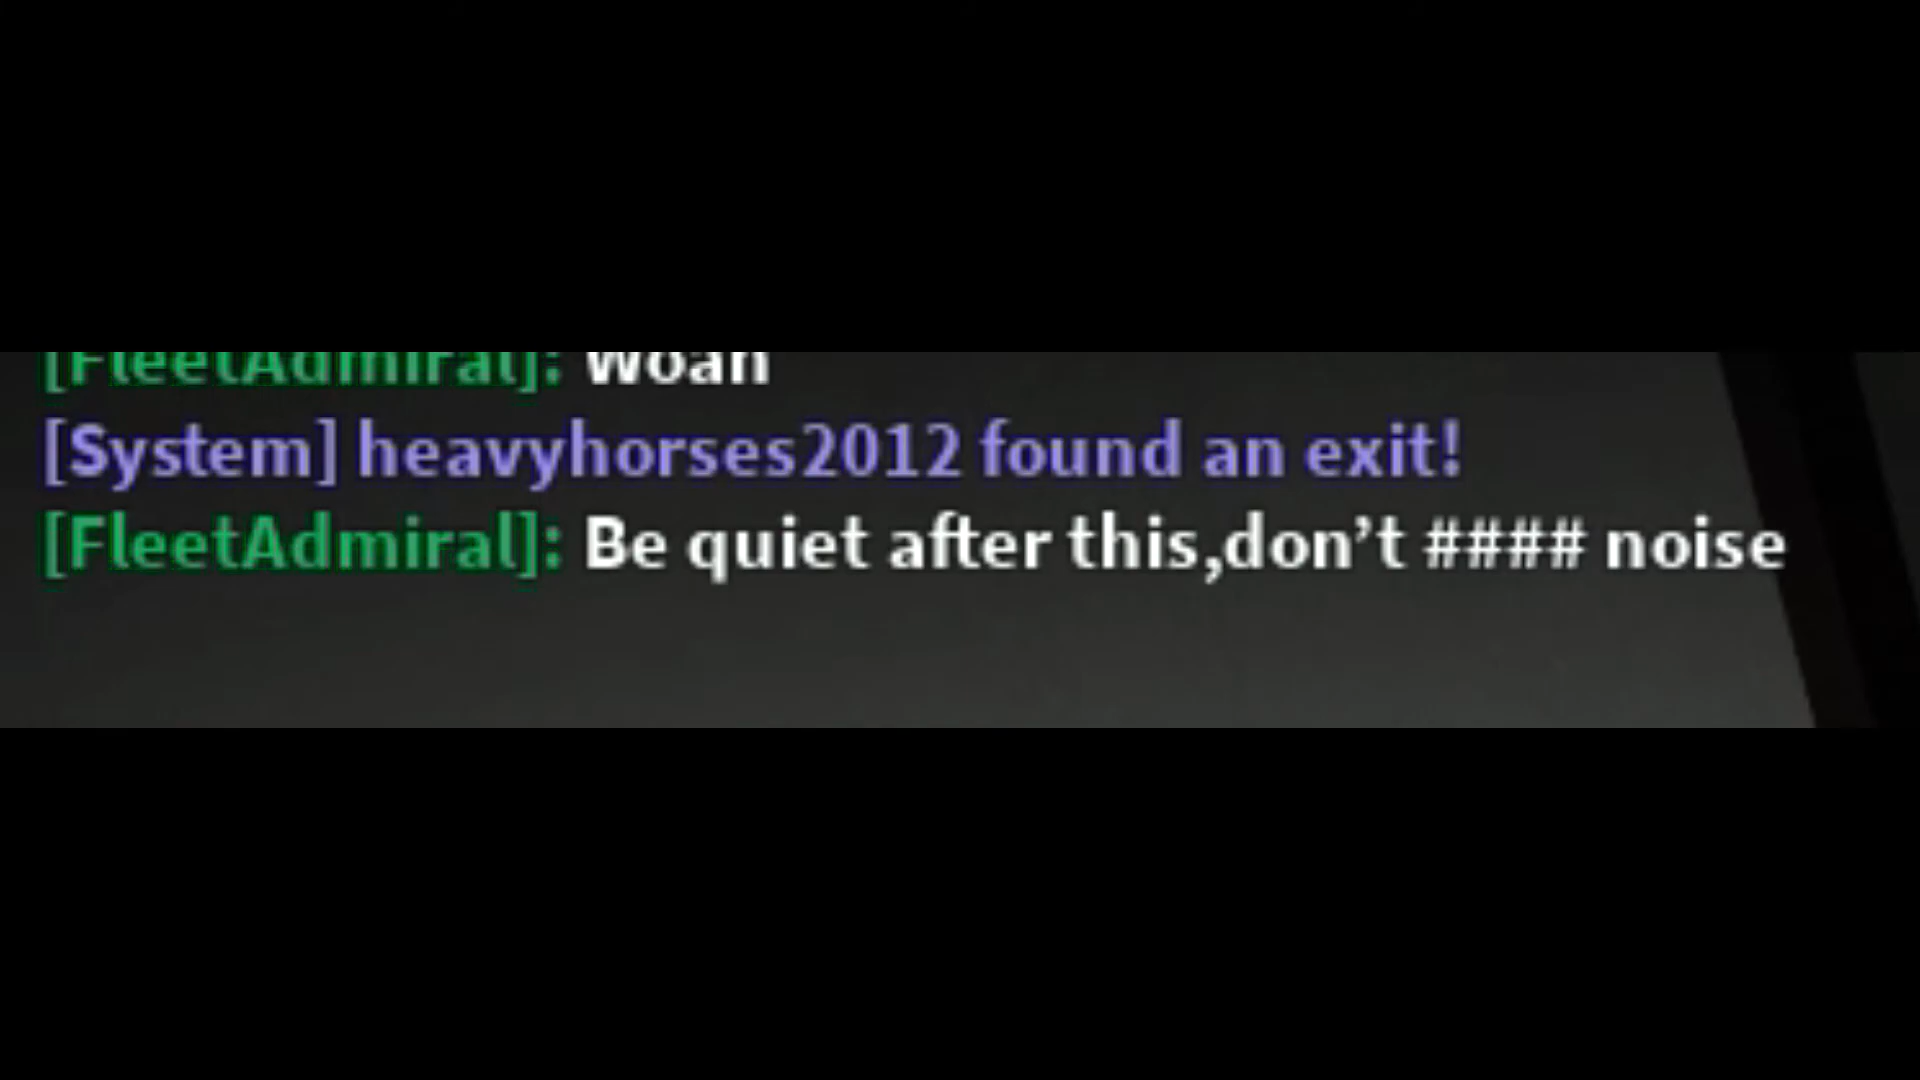 [FleetAdmiral]: Woah
[System] heavyhorses2012 found an exit!
[FleetAdmiral]: Be quiet after this,don’t #### noise